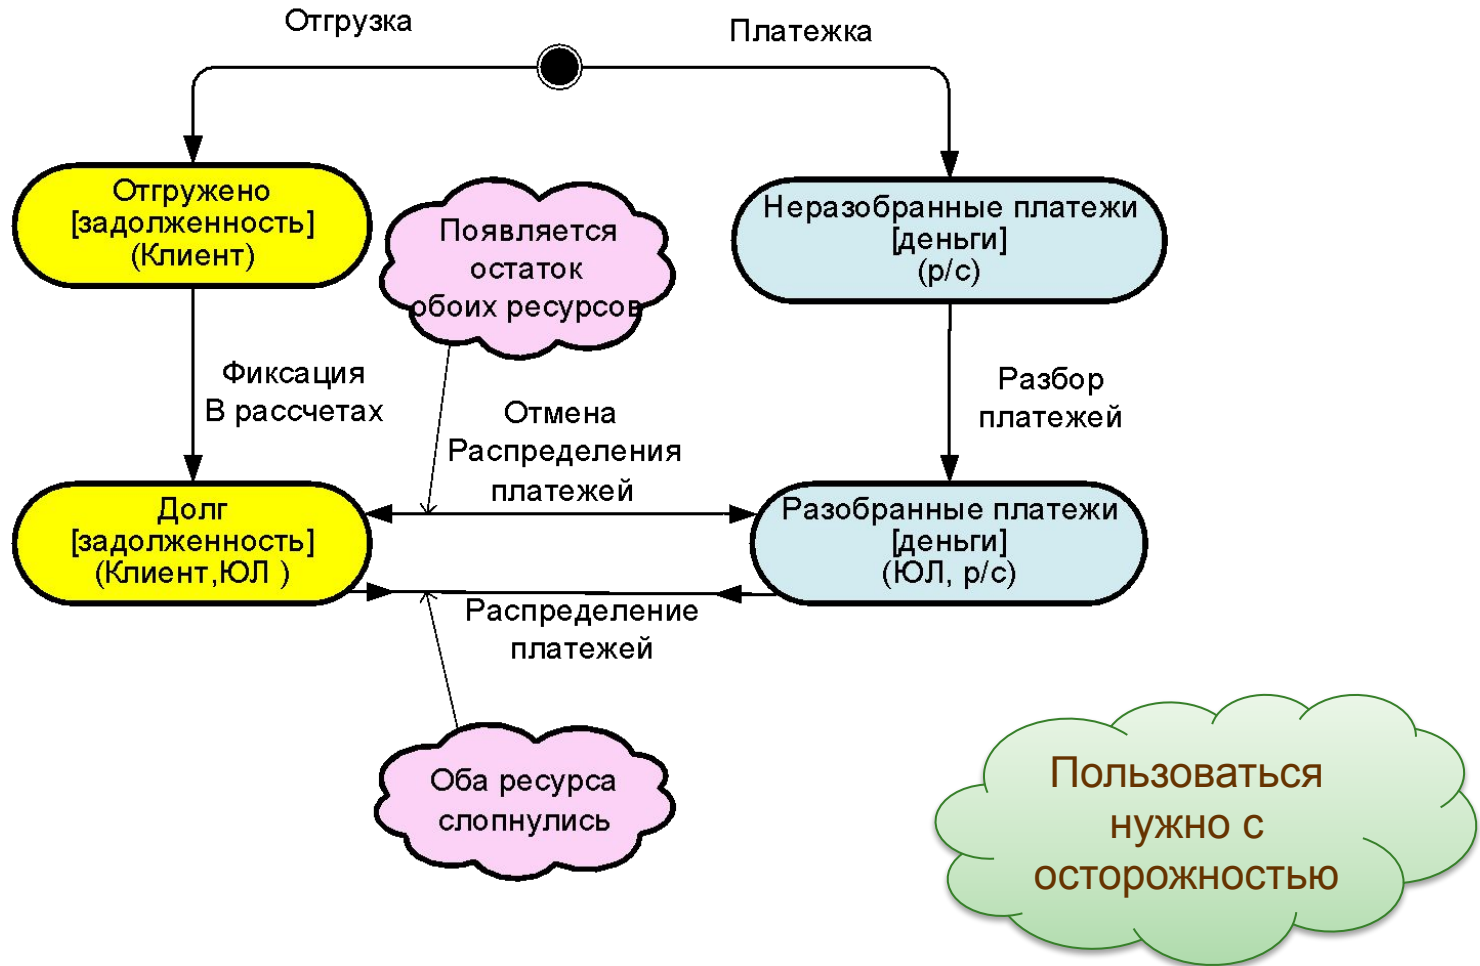 Отгрузка
Платежка
Отгружено
[задолженность]
(Клиент)
Появляется
остаток
обоих ресурсов
Неразобранные платежи
[деньги]
(р/с)
Фиксация
В рассчетах
Отмена
Распределения
платежей
Разбор
платежей
Долг
[задолженность]
(Клиент,ЮЛ )
Разобранные платежи
[деньги]
(ЮЛ, р/с)
Распределение
платежей
Оба ресурса
слопнулись
Пользоваться
нужно с
осторожностью